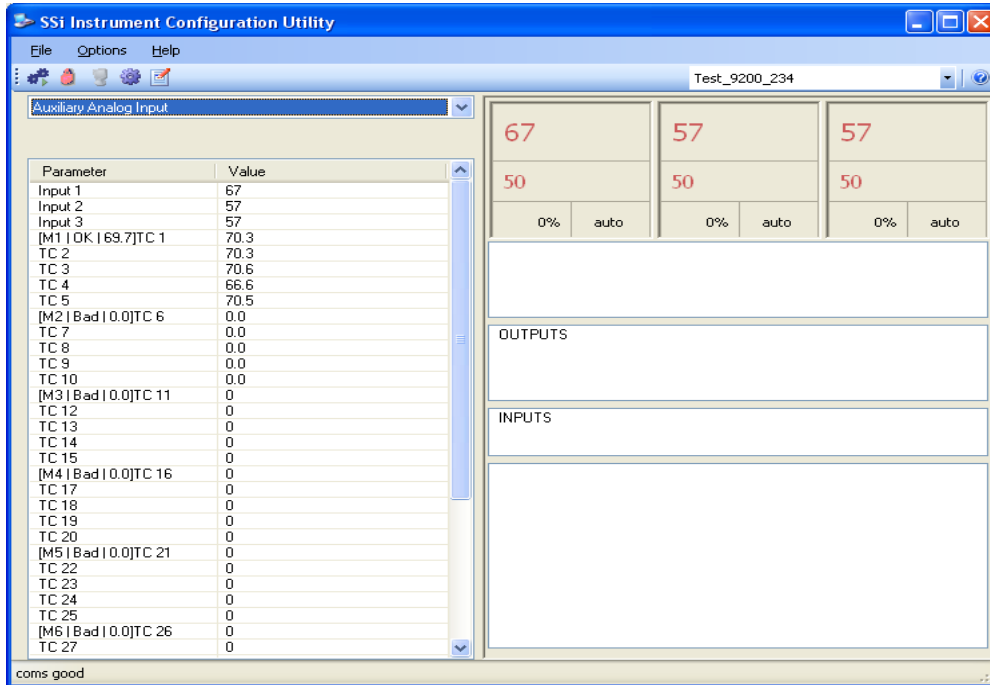 SSi Instrument Configuration Utility
File Options Help
Test_9200_234
Auxiliary Analog Input
Parameter Value
Input 1 67
Input 2 57
Input 3 57
[M1 | OK | 69.7]TC 1 70.3
TC 2 70.3
TC 3 70.6
TC 4 66.6
TC 5 70.5
[M2 | Bad | 0.0]TC 6 0.0
TC 7 0.0
TC 8 0.0
TC 9 0.0
TC 10 0.0
[M3 | Bad | 0.0]TC 11 0
TC 12 0
TC 13 0
TC 14 0
TC 15 0
[M4 | Bad | 0.0]TC 16 0
TC 17 0
TC 18 0
TC 19 0
TC 20 0
[M5 | Bad | 0.0]TC 21 0
TC 22 0
TC 23 0
TC 24 0
TC 25 0
[M6 | Bad | 0.0]TC 26 0
TC 27 0
67 57 57
50 50 50
0% auto 0% auto 0% auto
OUTPUTS
INPUTS
coms good